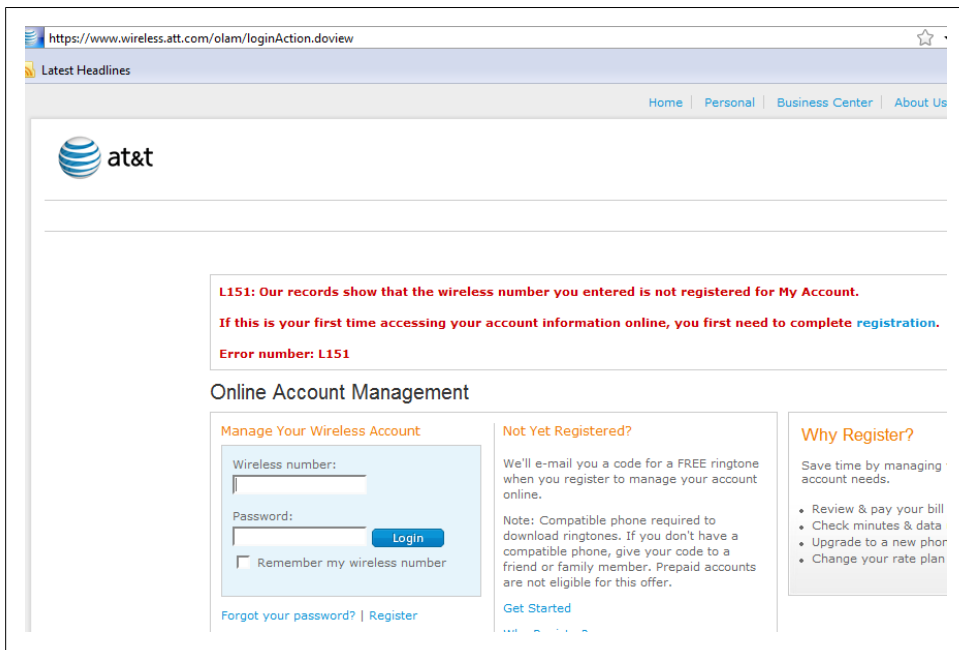 https://www.wireless.att.com/olam/loginAction.doview
Latest Headlines
Home
Personal
Business Center
About Us
at&t
L151: Our records show that the wireless number you entered is not registered for My Account.
If this is your first time accessing your account information online, you first need to complete registration.
Error number: L151
Online Account Management
Manage Your Wireless Account
Wireless number:
Password:
Login
Remember my wireless number
Forgot your password? | Register
Not Yet Registered?
We'll e-mail you a code for a FREE ringtone
when you register to manage your account
online.
Note: Compatible phone required to
download ringtones. If you don't have a
compatible phone, give your code to a
friend or family member. Prepaid accounts
are not eligible for this offer.
Get Started
Why Register?
Save time by managing
account needs.
Review & pay your bill
Check minutes & data
Upgrade to a new phon
Change your rate plan